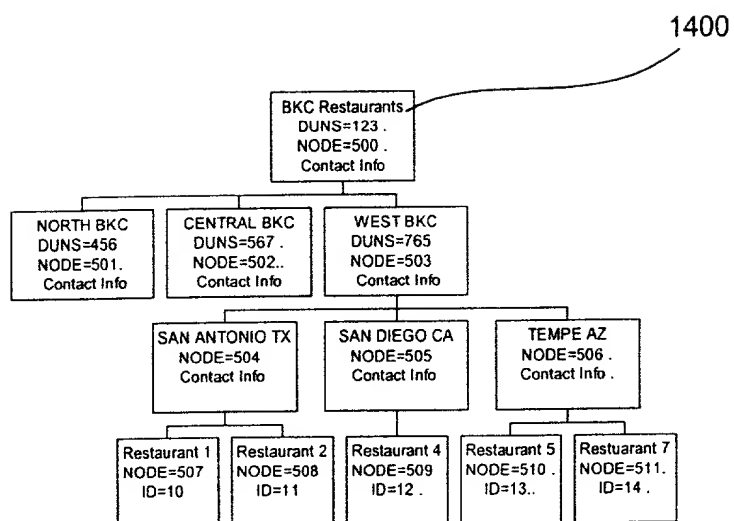 1400
BKC Restaurants
DUNS=123 .
NODE=500 .
Contact Info
NORTH BKC
DUNS=456
NODE=501.
Contact Info
CENTRAL BKC
DUNS=567 .
NODE=502..
Contact Info
WEST BKC
DUNS=765
NODE=503
Contact Info
SAN ANTONIO TX
NODE=504
Contact Info
SAN DIEGO CA
NODE=505
Contact Info
TEMPE AZ
NODE=506 .
Contact Info .
Restaurant 1
NODE=507
ID=10
Restaurant 2
NODE=508
ID=11
Restaurant 4
NODE=509
ID=12 .
Restaurant 5
NODE=510 .
ID=13..
Restuarant 7
NODE=511.
ID=14 .